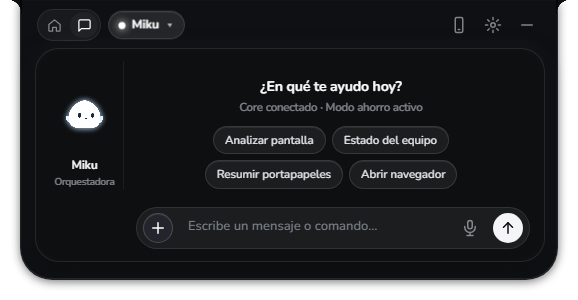 Miku
¿En qué te ayudo hoy?
Core conectado · Modo ahorro activo
Analizar pantalla
Estado del equipo
Resumir portapapeles
Abrir navegador
Miku
Orquestadora
Escribe un mensaje o comando...